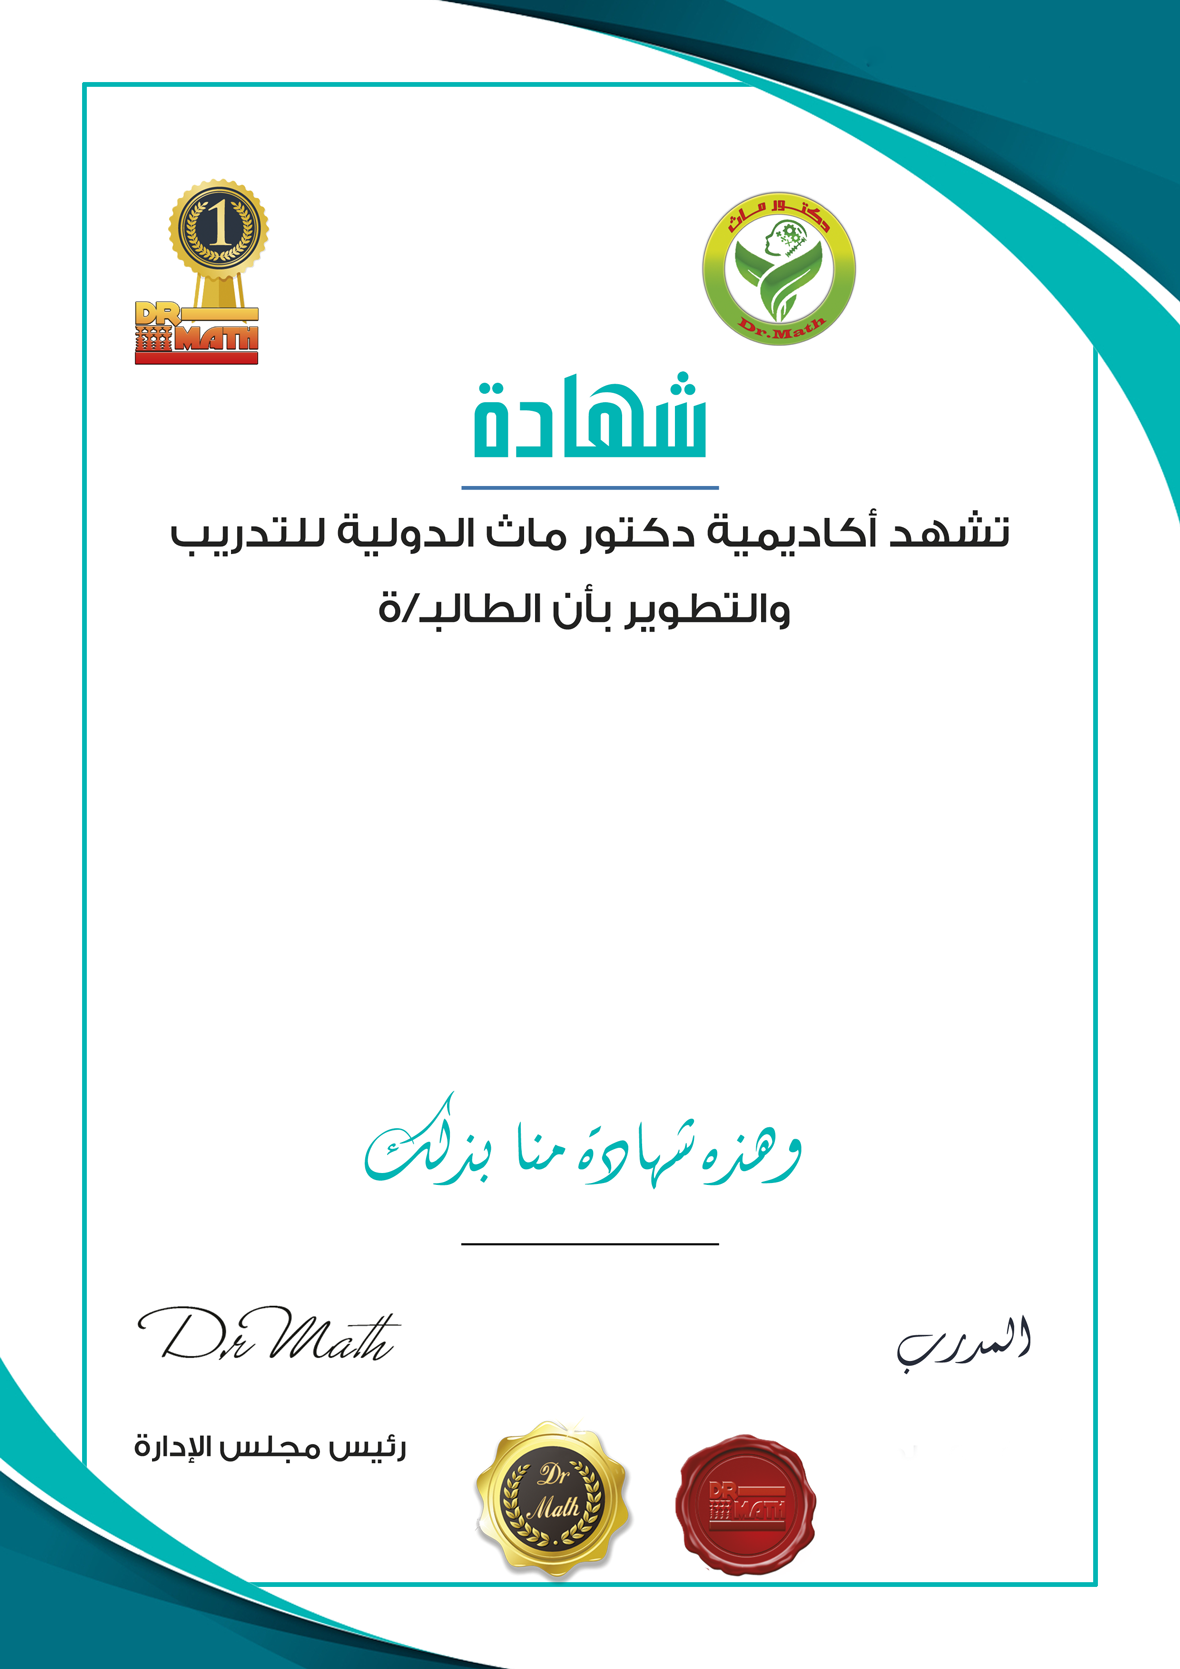 1
DR
MATH
دكتور ماث
Dr.Math
شهادة
تشهد أكاديمية دكتور ماث الدولية للتدريب
والتطوير بأن الطالبـ/ة
وهذه شهادة منا بذلك
المدرب
Dr Math
رئيس مجلس الإدارة
Dr
Math
DR
MATH